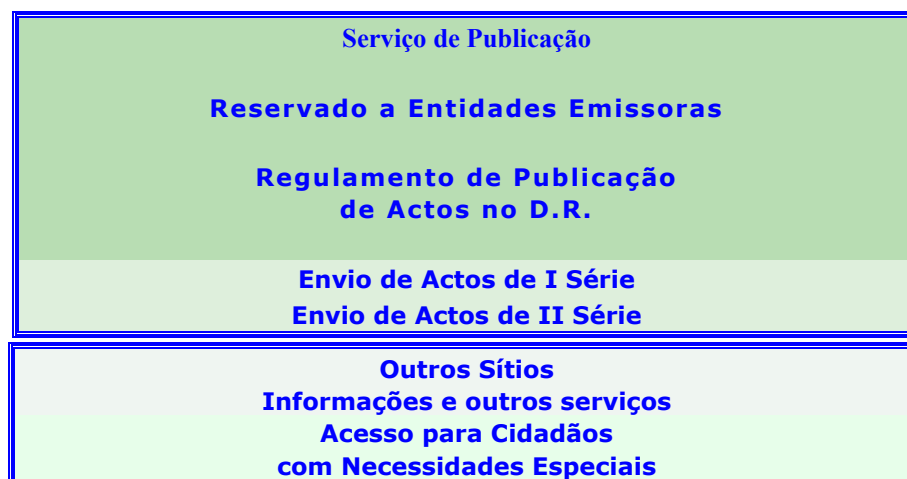 Serviço de Publicação
Reservado a Entidades Emissoras
Regulamento de Publicação
de Actos no D.R.
Envio de Actos de I Série
Envio de Actos de II Série
Outros Sítios
Informações e outros serviços
Acesso para Cidadãos
com Necessidades Especiais